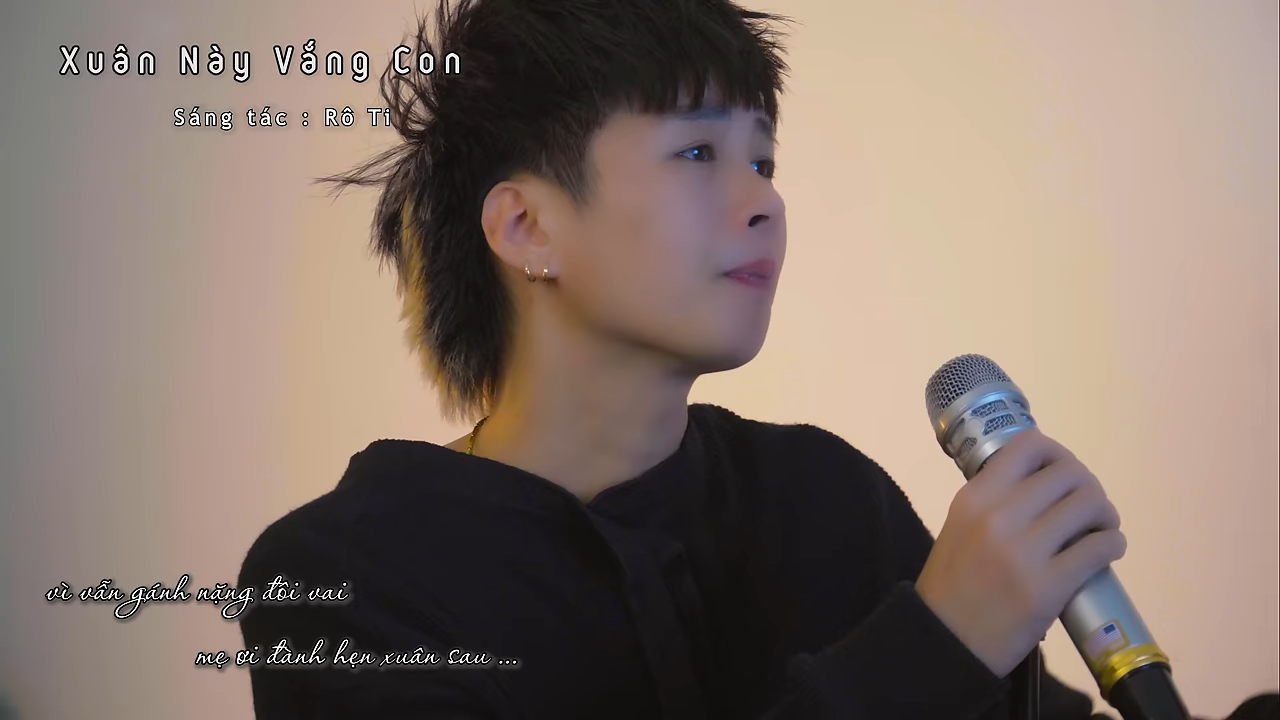 Xuân Này Vắng Con
Sáng tác : Rô Ti
vì vẫn gánh nặng đôi vai
mẹ ơi đành hẹn xuân sau ...